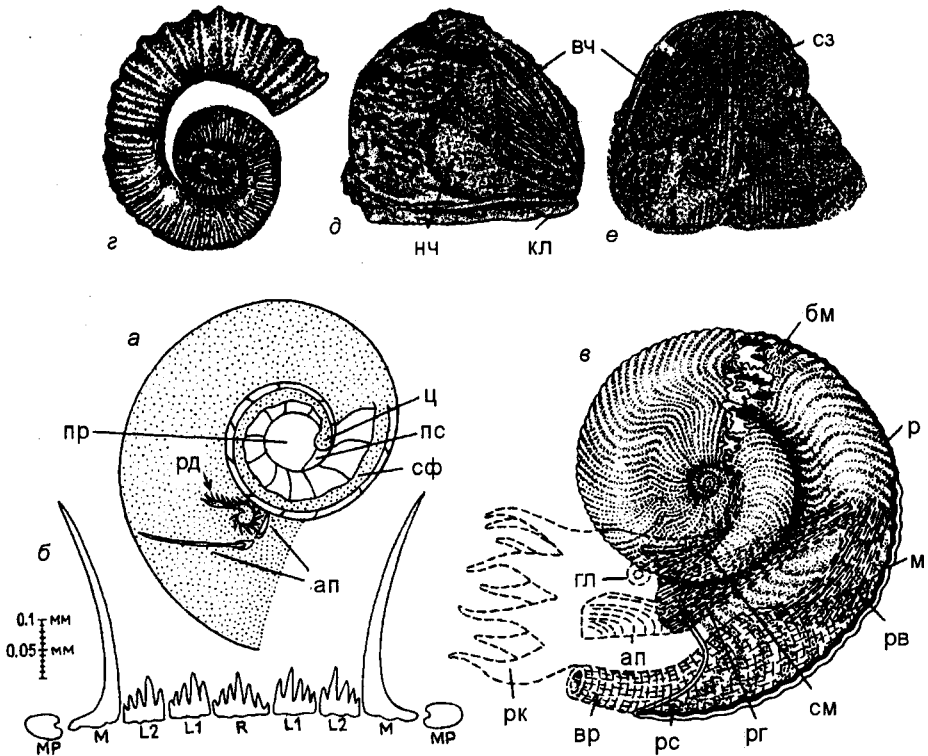 вч
сз
г
д
нч
кл
е
а
пр
рд
ц
пс
сф
ап
б
0.1 мм
0.05 мм
MP
M
L2
L1
R
L1
L2
M
MP
в
бм
р
м
рв
см
рг
рс
вр
рк
ап
гл